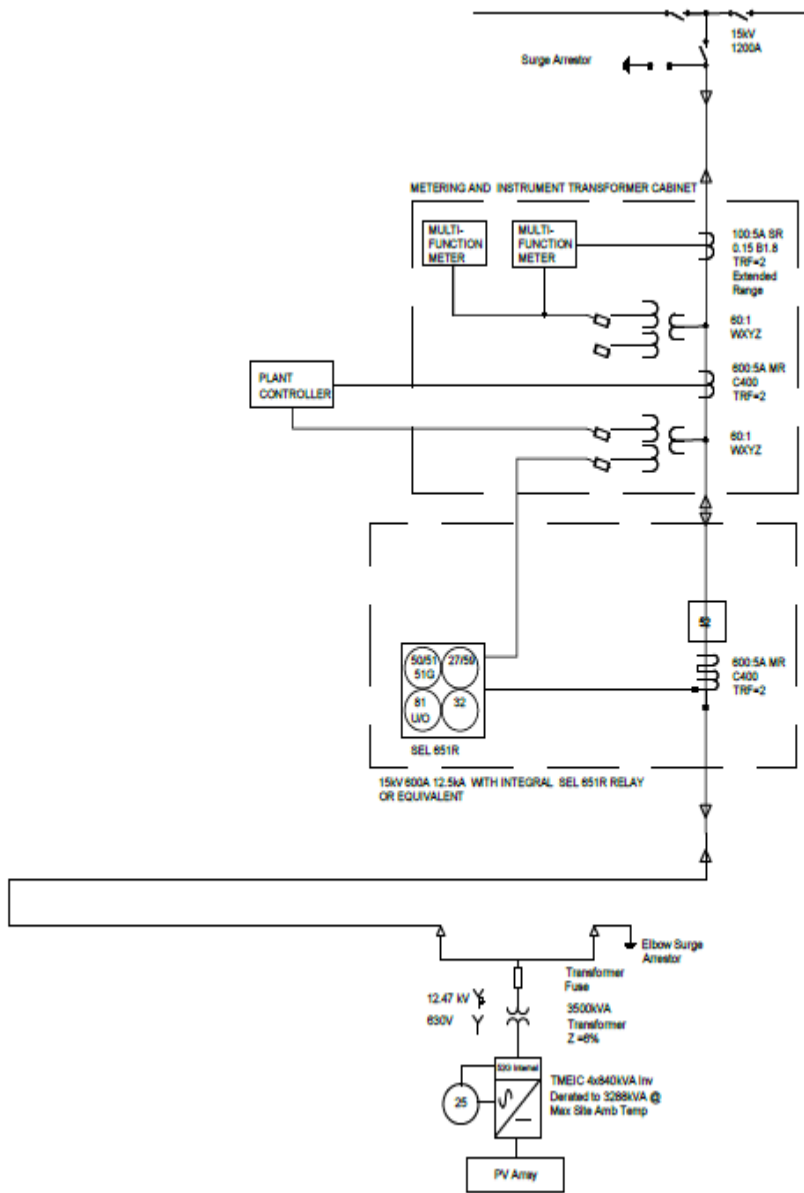 15kV
1200A
Surge Arrestor
METERING AND INSTRUMENT TRANSFORMER CABINET
MULTI-
FUNCTION
METER
MULTI-
FUNCTION
METER
100:5A SR
0.15 B1.8
TRF=2
Extended
Range
60:1
WXYZ
PLANT
CONTROLLER
600:5A MR
C400
TRF=2
60:1
WXYZ
52
50/51
51G
27/59
81
U/O
32
SEL 651R
600:5A MR
C400
TRF=2
15kV 600A 12.5kA WITH INTEGRAL SEL 651R RELAY
OR EQUIVALENT
Elbow Surge
Arrestor
Transformer
Fuse
12.47 kV
630V
3500kVA
Transformer
Z =6%
52G Internal
25
TMEIC 4x840kVA Inv
Derated to 3288kVA @
Max Site Amb Temp
PV Array